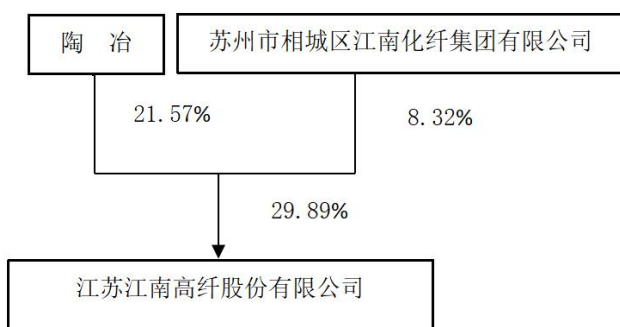 陶　冶
苏州市相城区江南化纤集团有限公司
21.57%
8.32%
29.89%
江苏江南高纤股份有限公司